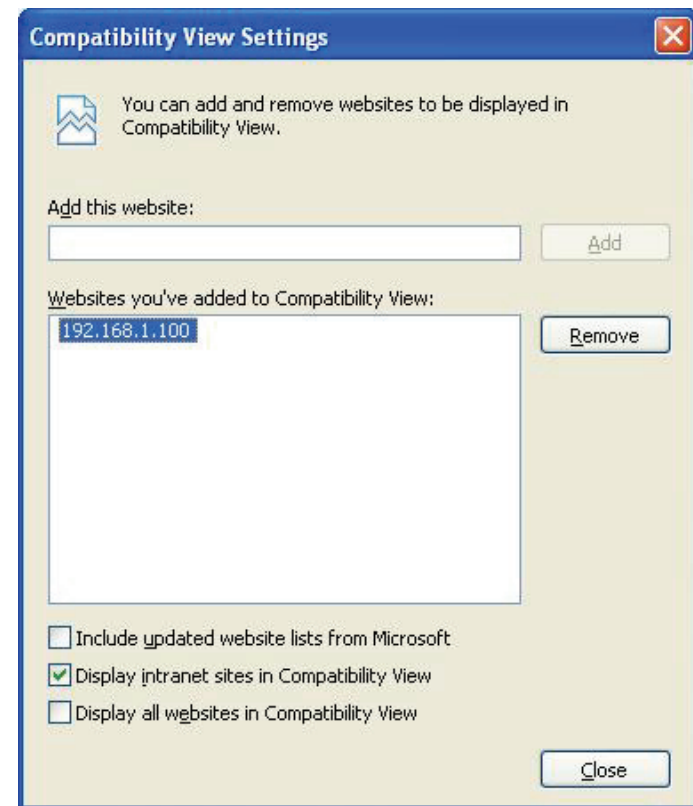 Compatibility View Settings
You can add and remove websites to be displayed in
Compatibility View.
Add this website:
Add
Websites you've added to Compatibility View:
192.168.1.100
Remove
Include updated website lists from Microsoft
Display intranet sites in Compatibility View
Display all websites in Compatibility View
Close